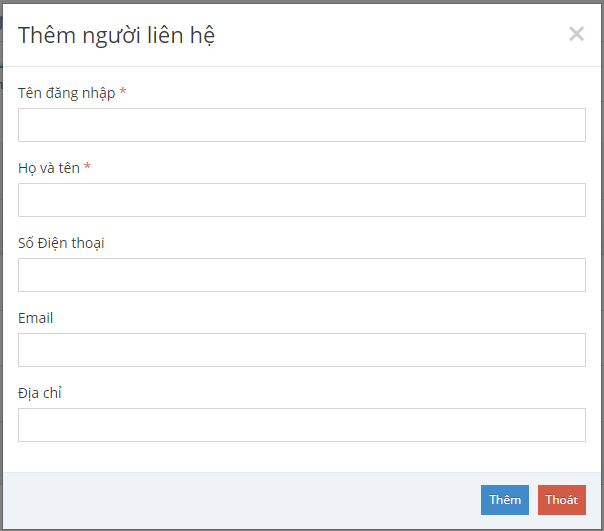 Thêm người liên hệ
Tên đăng nhập *
Họ và tên *
Số Điện thoại
Email
Địa chỉ
Thêm Thoát